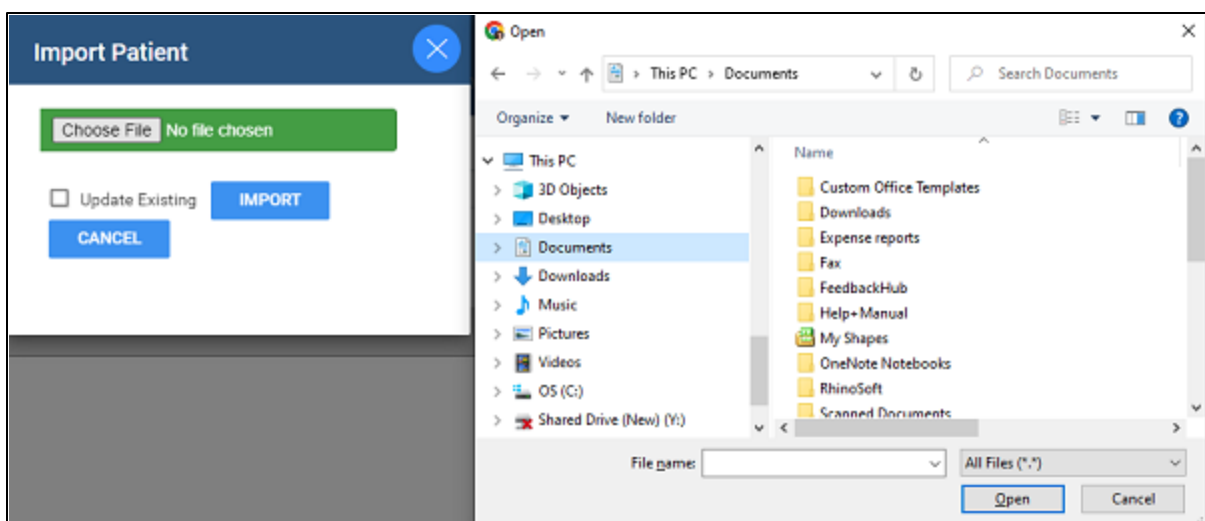 Import Patient
Choose File No file chosen
Update Existing IMPORT
CANCEL
Open
This PC > Documents
Search Documents
Organize New folder
This PC
3D Objects
Desktop
Documents
Downloads
Music
Pictures
Videos
OS (C:)
Shared Drive (New) (Y:)
Name
Custom Office Templates
Downloads
Expense reports
Fax
FeedbackHub
Help+Manual
My Shapes
OneNote Notebooks
RhinoSoft
Scanned Documents
File name:
All Files (*.*)
Open Cancel